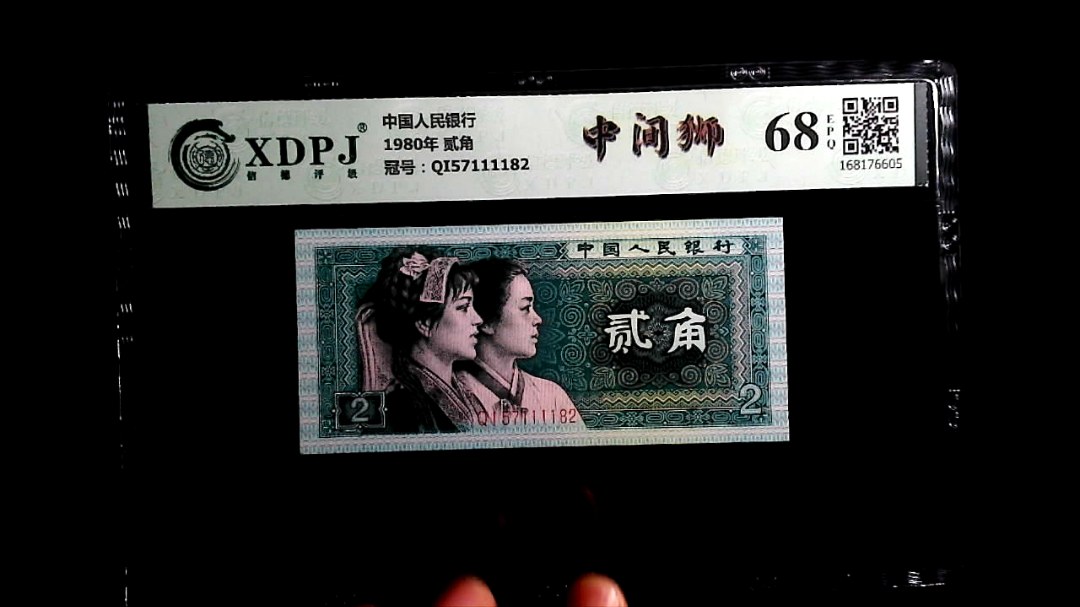 XDPJ®
信德评级
中国人民银行
1980年 贰角
冠号：QI57111182
中间狮
68
EPQ
168176605
中国人民银行
贰角
2
2
QI57111182